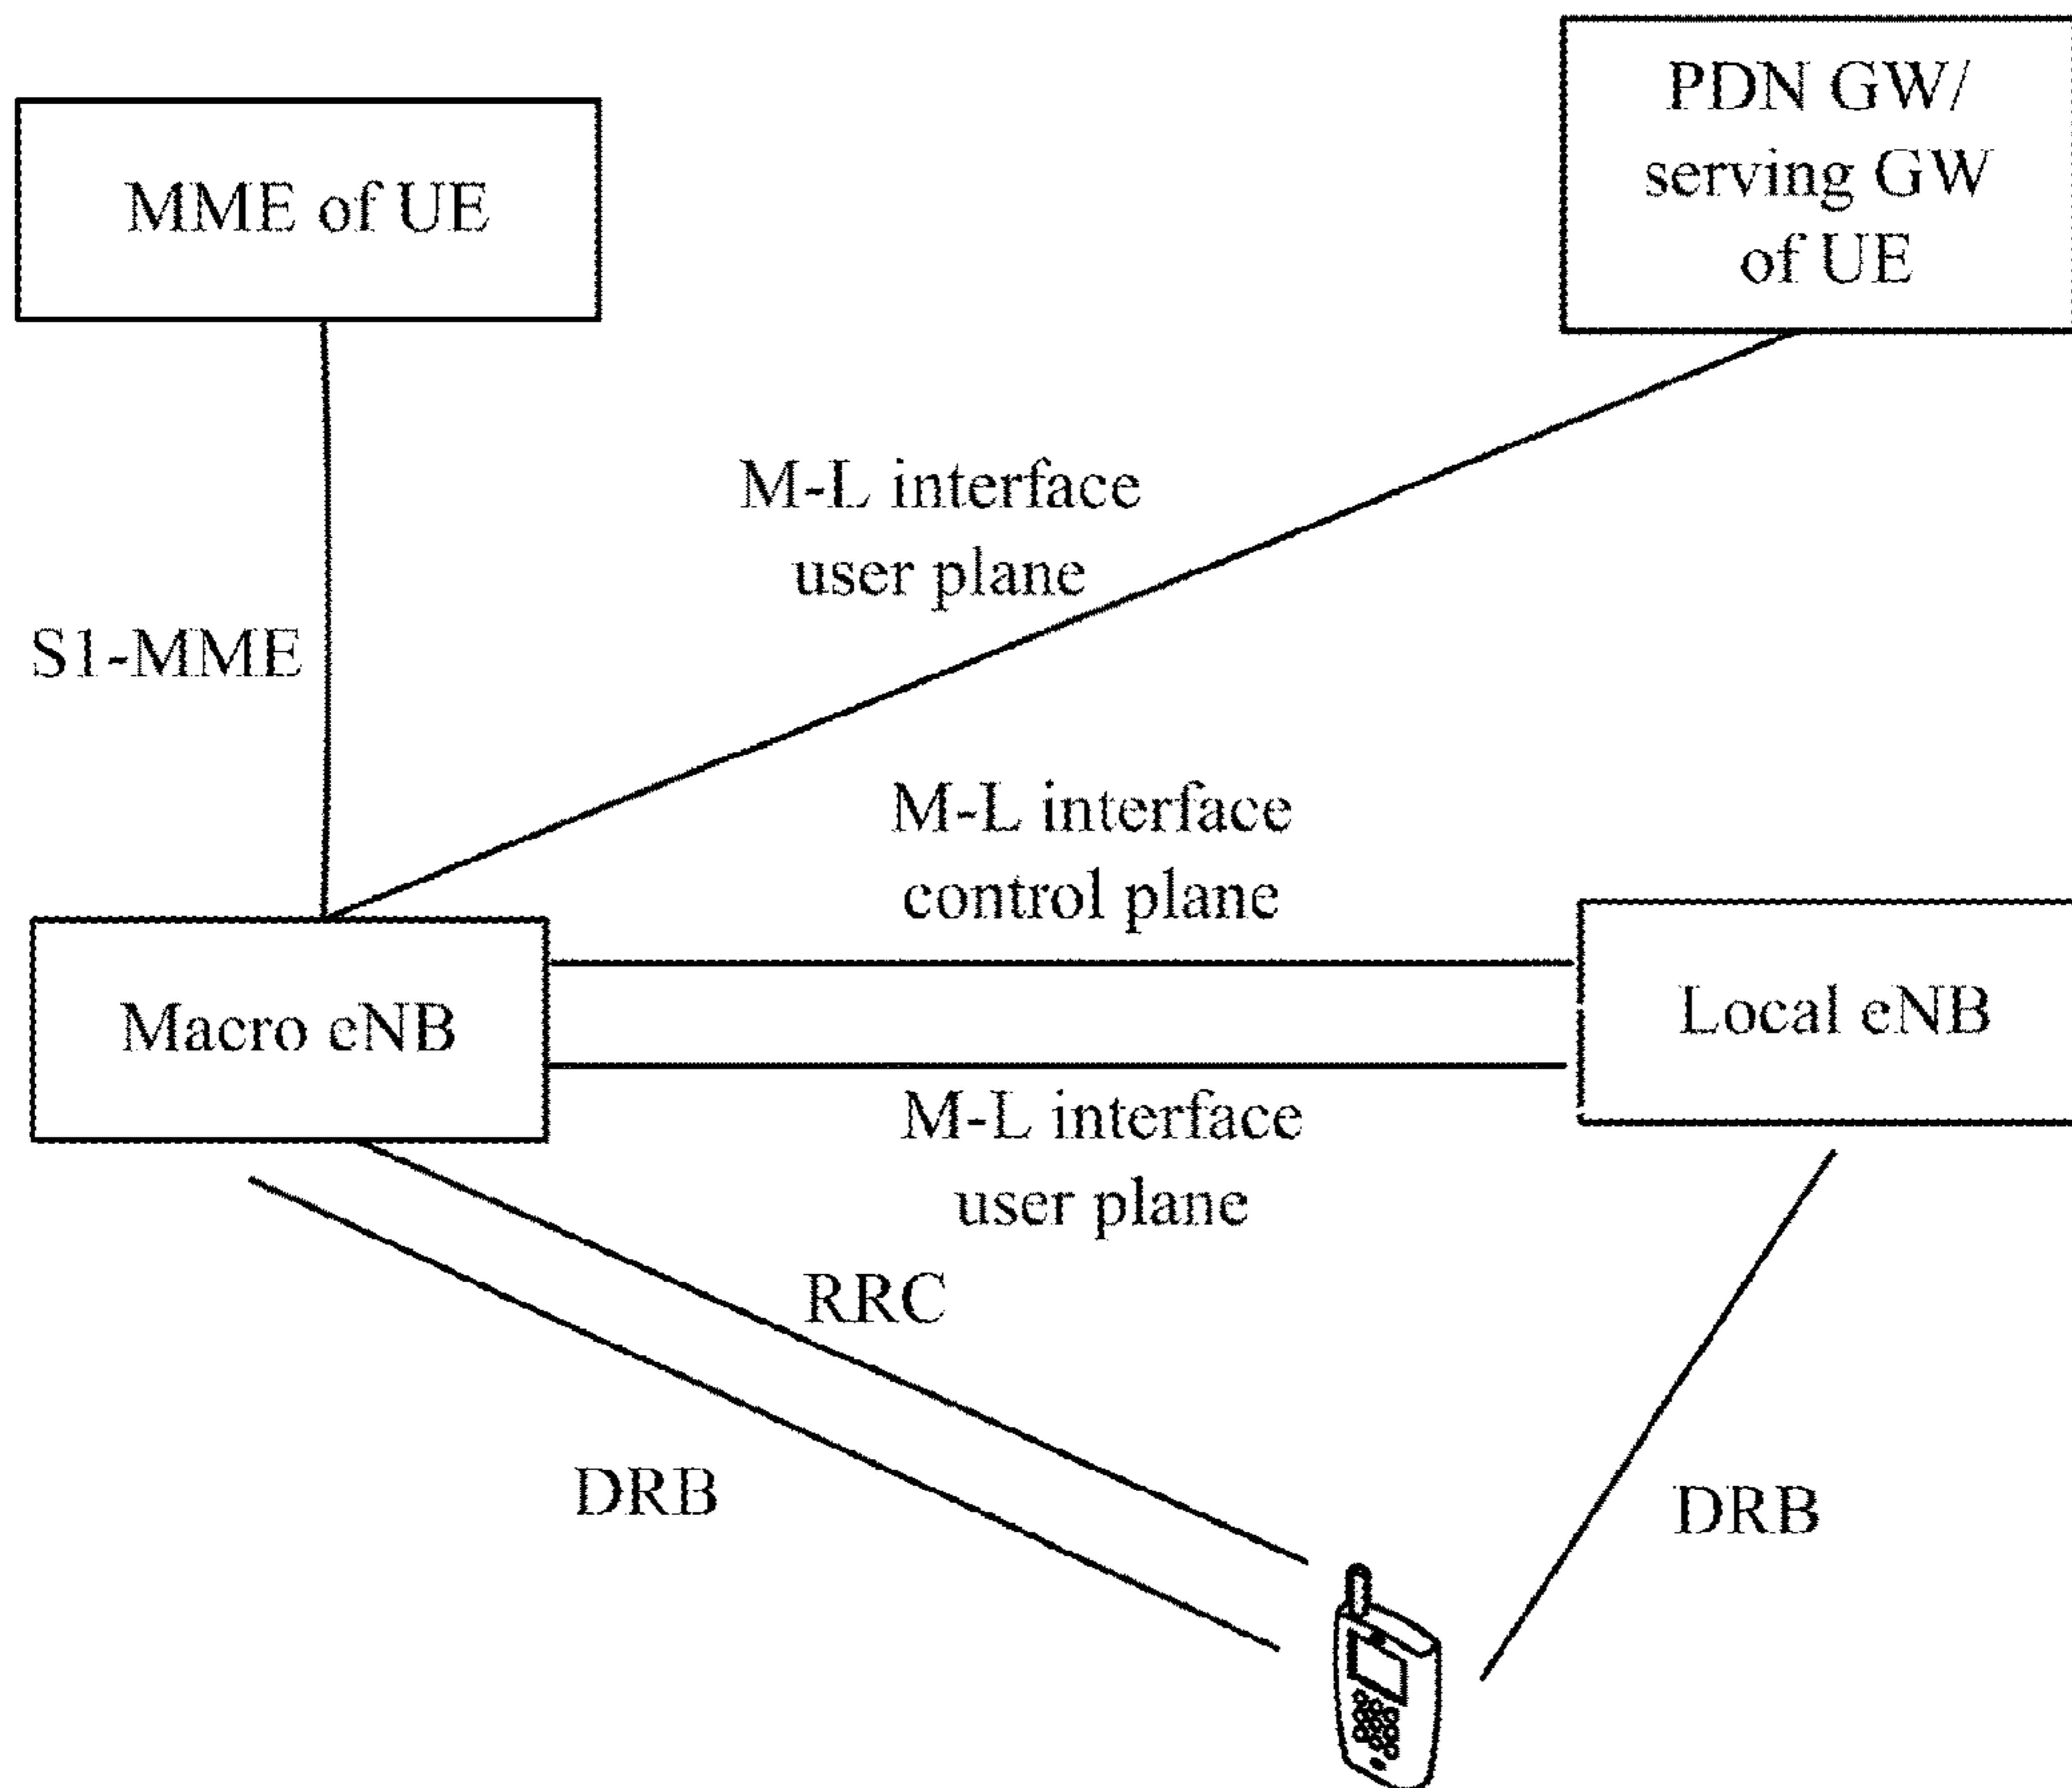 PDN GW/
serving GW
of UE
MME of UE
M-L interface
user plane
S1-MME
M-L interface
control plane
Macro eNB
Local eNB
M-L interface
user plane
RRC
DRB
DRB